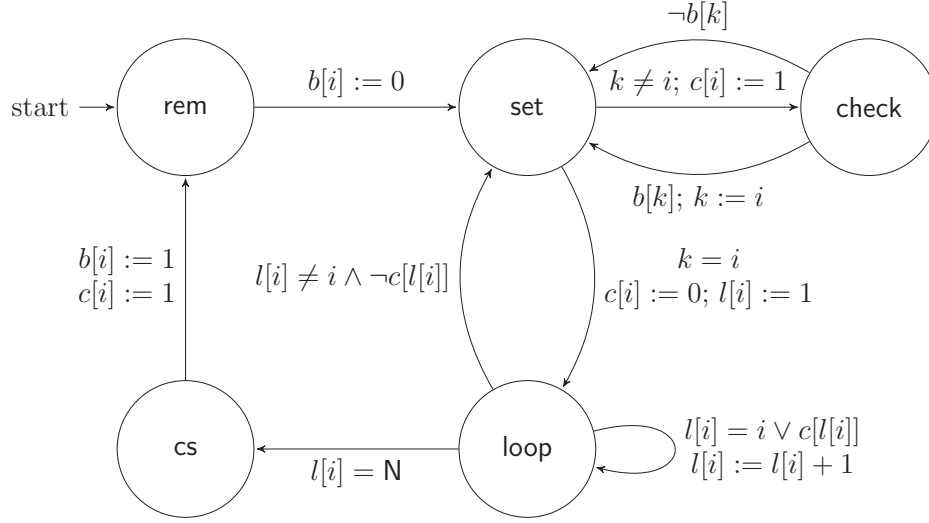 ¬b[k]
b[i] := 0
k ≠ i; c[i] := 1
start
rem
set
check
b[k]; k := i
b[i] := 1
c[i] := 1
l[i] ≠ i ∧ ¬c[l[i]]
k = i
c[i] := 0; l[i] := 1
cs
loop
l[i] = i ∨ c[l[i]]
l[i] := l[i] + 1
l[i] = N